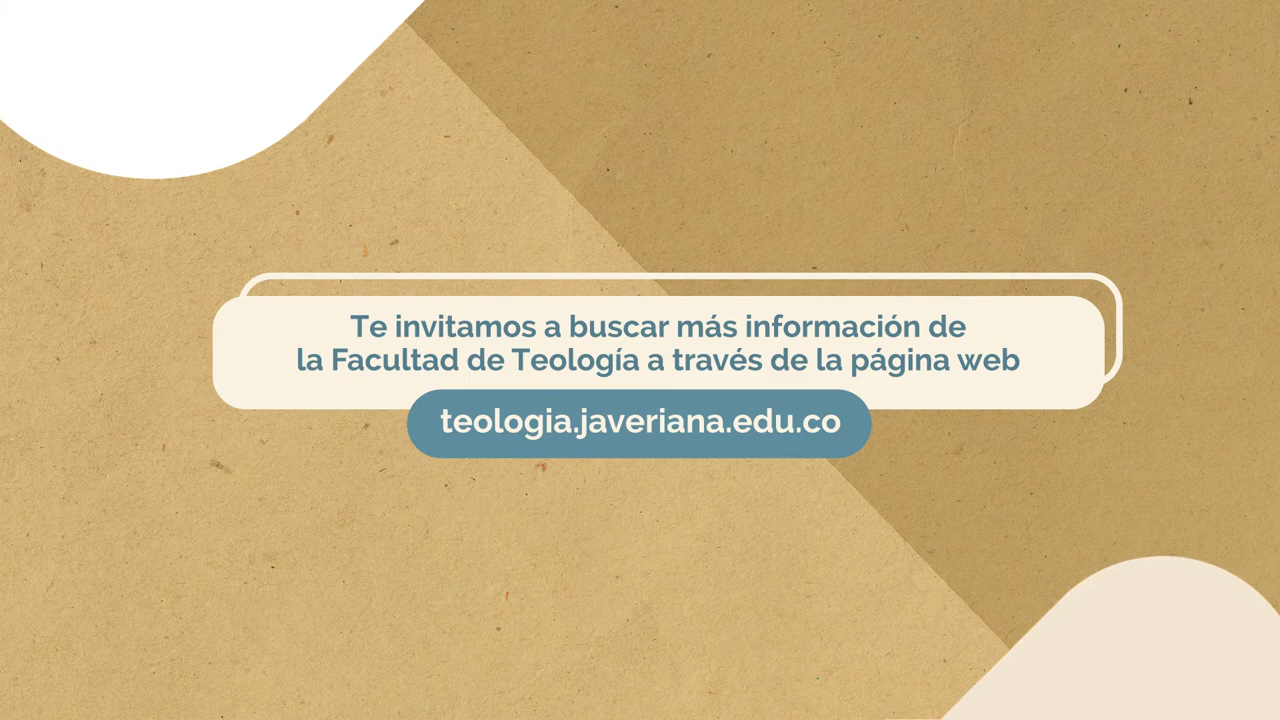 Te invitamos a buscar más información de
la Facultad de Teología a través de la página web
teologia.javeriana.edu.co